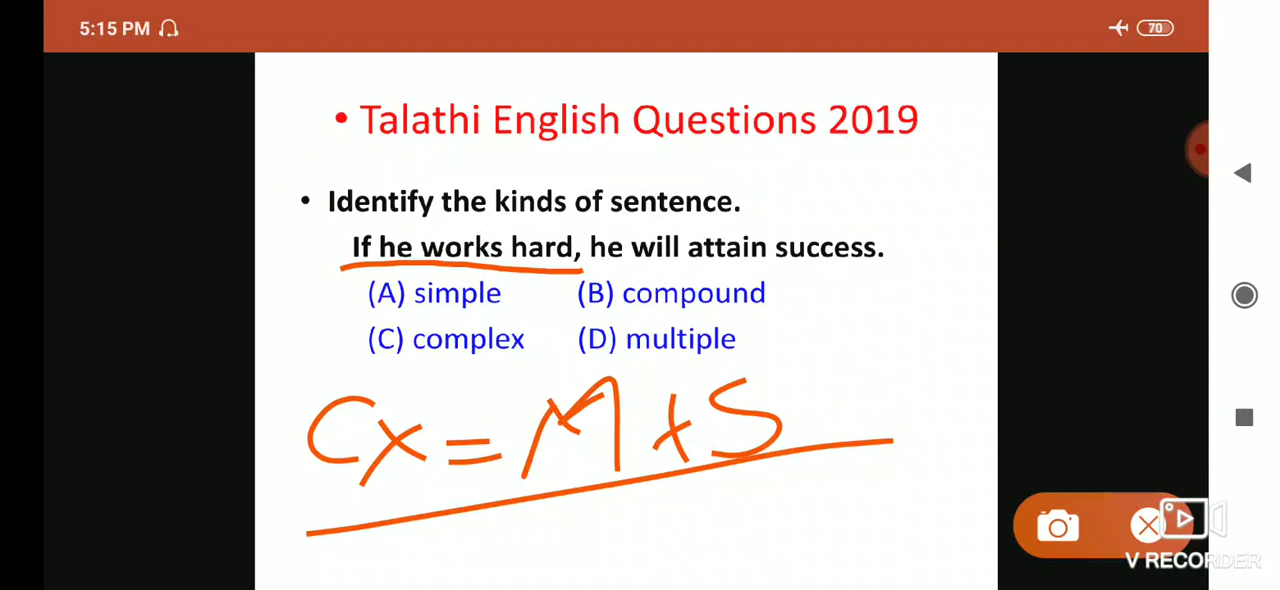 5:15 PM
70
• Talathi English Questions 2019
• Identify the kinds of sentence.
If he works hard, he will attain success.
(A) simple (B) compound
(C) complex (D) multiple
Cx = M + S
V RECORDER